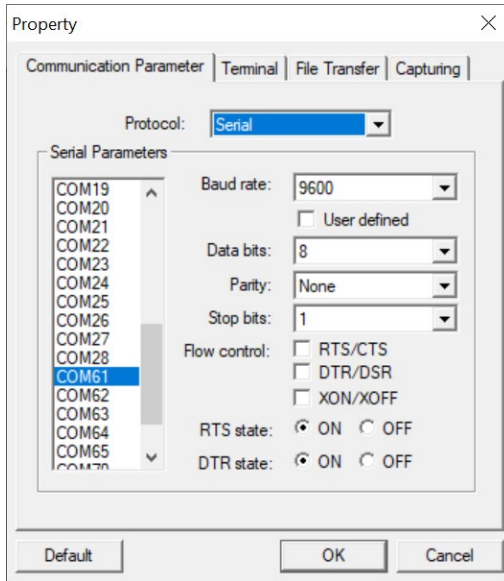 Property
Communication Parameter Terminal File Transfer Capturing
Protocol: Serial
Serial Parameters
COM19
COM20
COM21
COM22
COM23
COM24
COM25
COM26
COM27
COM28
COM61
COM62
COM63
COM64
COM65
COM70
Baud rate: 9600
User defined
Data bits: 8
Parity: None
Stop bits: 1
Flow control: RTS/CTS
DTR/DSR
XON/XOFF
RTS state: ON OFF
DTR state: ON OFF
Default OK Cancel